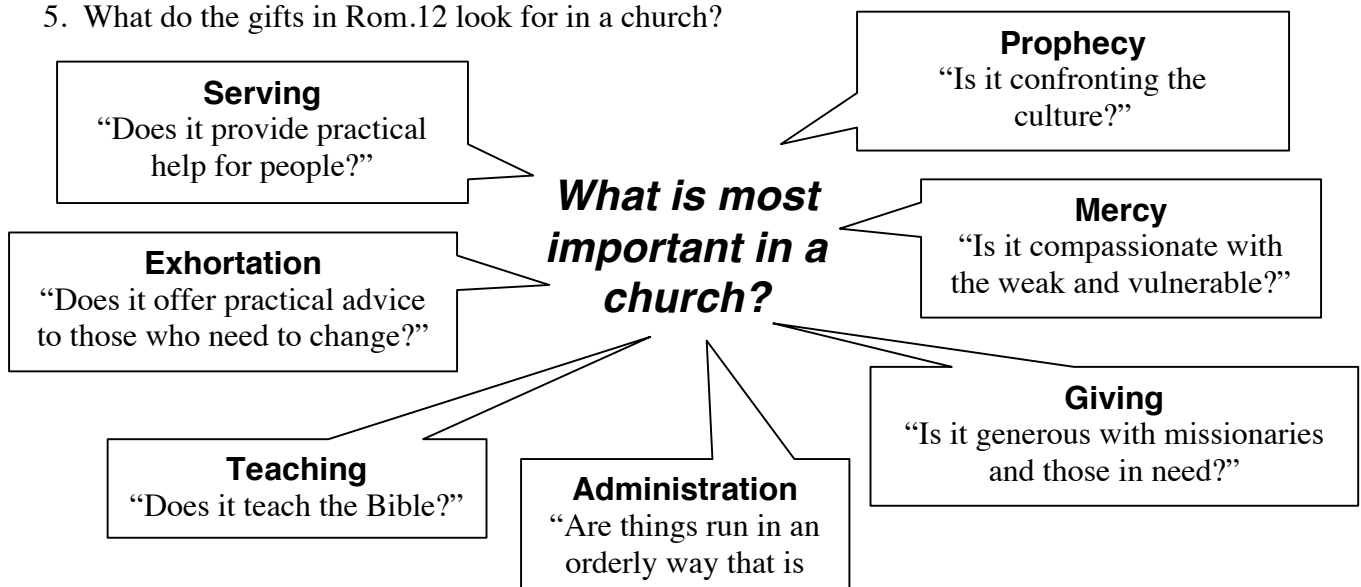 5. What do the gifts in Rom.12 look for in a church?
Prophecy
“Is it confronting the
culture?”
Serving
“Does it provide practical
help for people?”
What is most
important in a
church?
Mercy
“Is it compassionate with
the weak and vulnerable?”
Exhortation
“Does it offer practical advice
to those who need to change?”
Giving
“Is it generous with missionaries
and those in need?”
Teaching
“Does it teach the Bible?”
Administration
“Are things run in an
orderly way that is